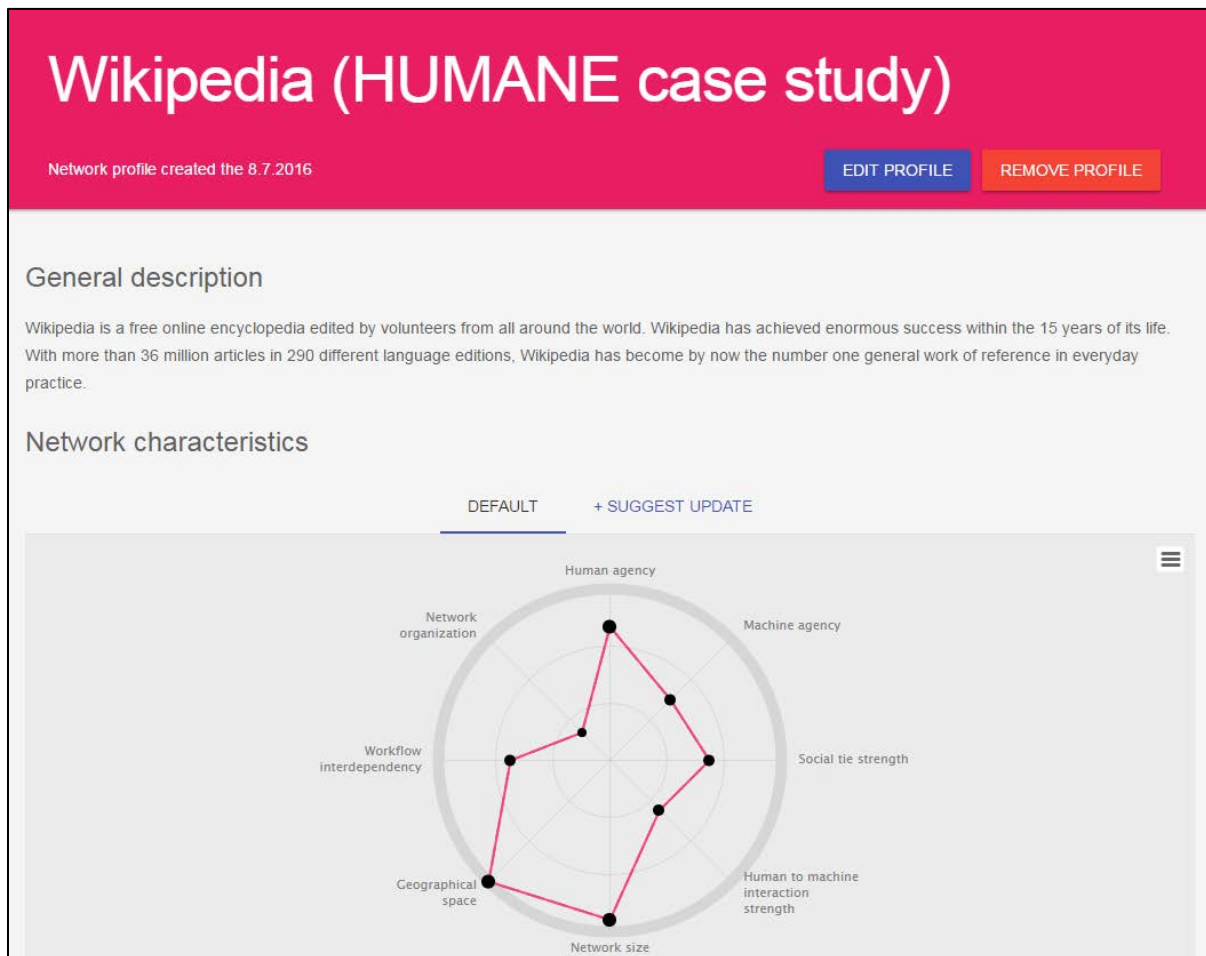 Wikipedia (HUMANE case study)
Network profile created the 8.7.2016
EDIT PROFILE
REMOVE PROFILE
General description
Wikipedia is a free online encyclopedia edited by volunteers from all around the world. Wikipedia has achieved enormous success within the 15 years of its life.
With more than 36 million articles in 290 different language editions, Wikipedia has become by now the number one general work of reference in everyday
practice.
Network characteristics
DEFAULT
+ SUGGEST UPDATE
Human agency
Network
organization
Machine agency
Workflow
interdependency
Social tie strength
Geographical
space
Human to machine
interaction
strength
Network size